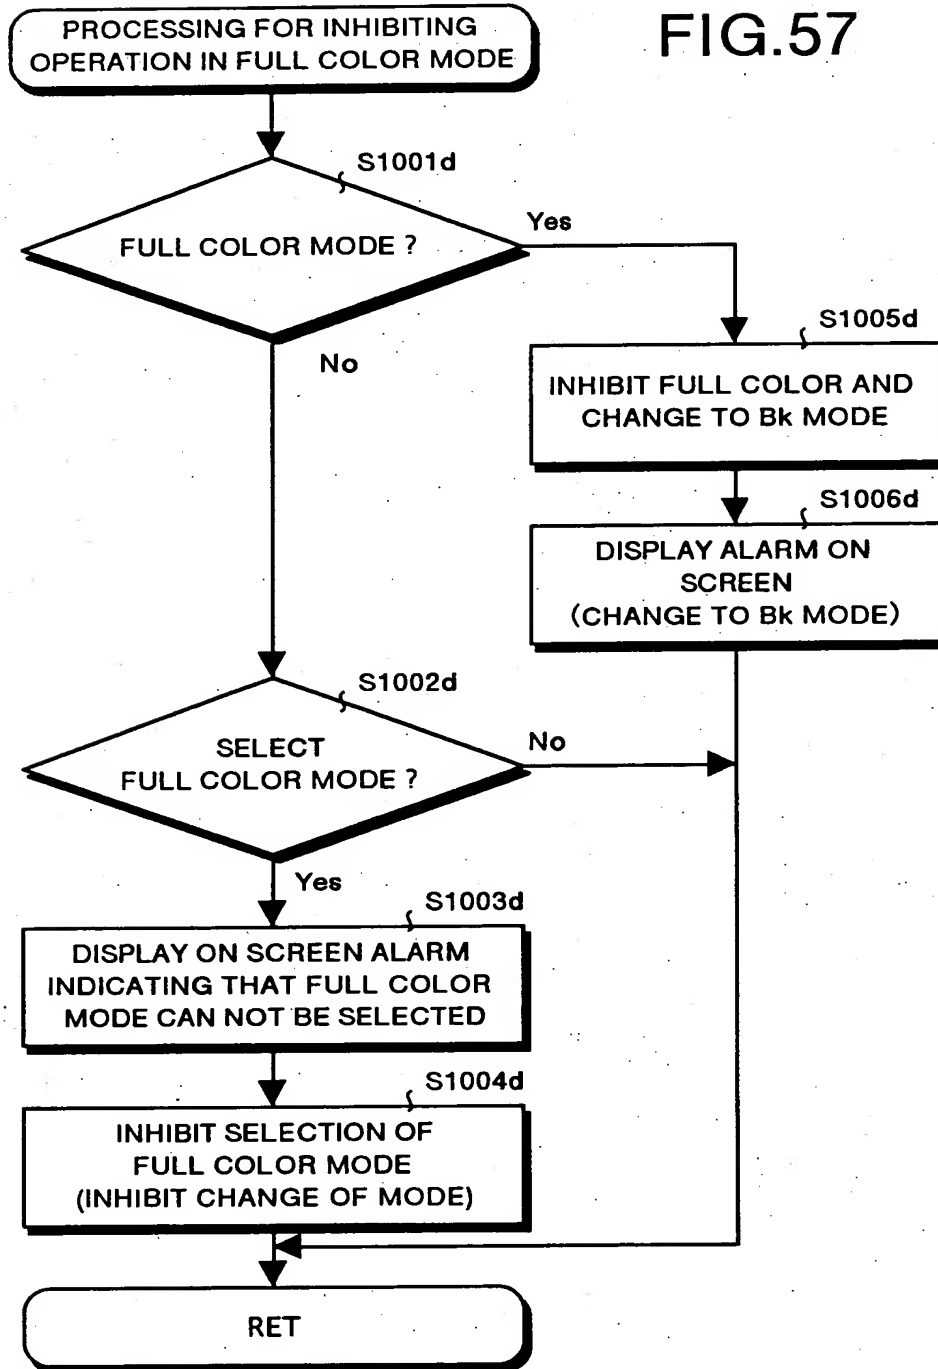 FIG.57
PROCESSING FOR INHIBITING
OPERATION IN FULL COLOR MODE
S1001d
FULL COLOR MODE ?
Yes
No
S1005d
INHIBIT FULL COLOR AND
CHANGE TO Bk MODE
S1006d
DISPLAY ALARM ON
SCREEN
(CHANGE TO Bk MODE)
S1002d
SELECT
FULL COLOR MODE ?
No
Yes
S1003d
DISPLAY ON SCREEN ALARM
INDICATING THAT FULL COLOR
MODE CAN NOT BE SELECTED
S1004d
INHIBIT SELECTION OF
FULL COLOR MODE
(INHIBIT CHANGE OF MODE)
RET